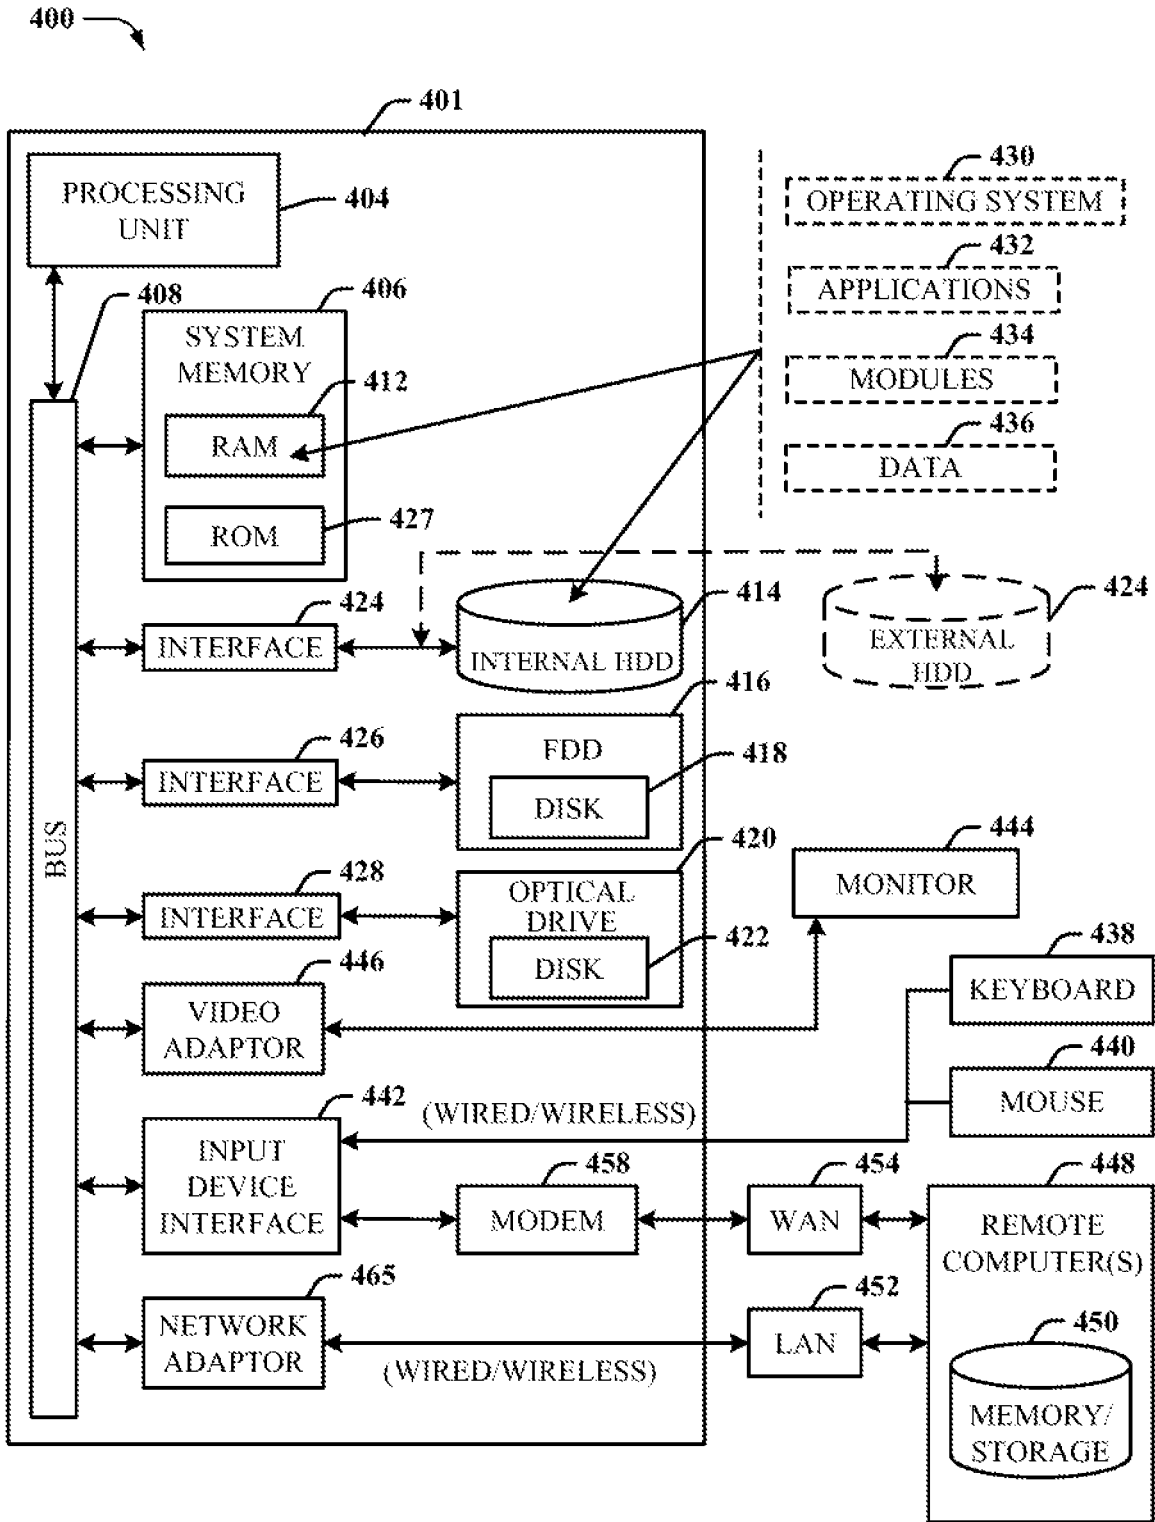 400
401
PROCESSING
UNIT
404
408
406
SYSTEM
MEMORY
412
RAM
427
ROM
430
OPERATING SYSTEM
432
APPLICATIONS
434
MODULES
436
DATA
424
INTERFACE
414
INTERNAL HDD
424
EXTERNAL
HDD
426
INTERFACE
416
FDD
418
DISK
BUS
428
INTERFACE
420
OPTICAL
DRIVE
422
DISK
444
MONITOR
446
VIDEO
ADAPTOR
438
KEYBOARD
440
MOUSE
442
INPUT
DEVICE
INTERFACE
(WIRED/WIRELESS)
458
MODEM
454
WAN
448
REMOTE
COMPUTER(S)
465
NETWORK
ADAPTOR
(WIRED/WIRELESS)
452
LAN
450
MEMORY/
STORAGE